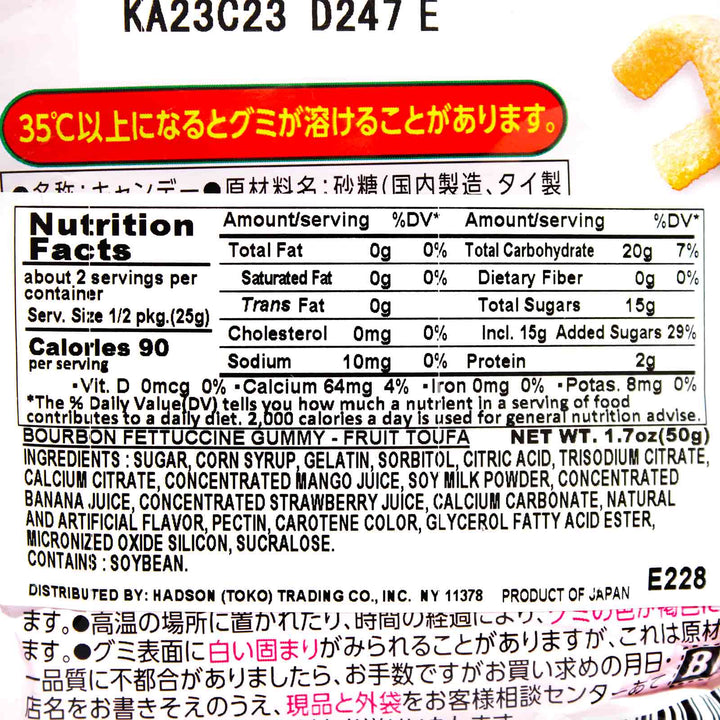 KA23C23 D247 E
35℃以上になるとグミが溶けることがあります。
●名称:キャンデー●原材料名:砂糖(国内製造、タイ製
Nutrition Facts
about 2 servings per container
Serv. Size 1/2 pkg.(25g)
Calories 90
per serving
Amount/serving %DV*
Total Fat 0g 0%
Saturated Fat 0g 0%
Trans Fat 0g
Cholesterol 0mg 0%
Sodium 10mg 0%
Amount/serving %DV*
Total Carbohydrate 20g 7%
Dietary Fiber 0g 0%
Total Sugars 15g
Incl. 15g Added Sugars 29%
Protein 2g
•Vit. D 0mcg 0% •Calcium 64mg 4% •Iron 0mg 0% •Potas. 8mg 0%
*The % Daily Value(DV) tells you how much a nutrient in a serving of food
contributes to a daily diet. 2,000 calories a day is used for general nutrition advise.
BOURBON FETTUCCINE GUMMY - FRUIT TOUFA NET WT. 1.7oz(50g)
INGREDIENTS : SUGAR, CORN SYRUP, GELATIN, SORBITOL, CITRIC ACID, TRISODIUM CITRATE,
CALCIUM CITRATE, CONCENTRATED MANGO JUICE, SOY MILK POWDER, CONCENTRATED
BANANA JUICE, CONCENTRATED STRAWBERRY JUICE, CALCIUM CARBONATE, NATURAL
AND ARTIFICIAL FLAVOR, PECTIN, CAROTENE COLOR, GLYCEROL FATTY ACID ESTER,
MICRONIZED OXIDE SILICON, SUCRALOSE.
CONTAINS : SOYBEAN.
DISTRIBUTED BY: HADSON (TOKO) TRADING CO., INC. NY 11378 PRODUCT OF JAPAN E228
ます。●高温の場所に置かれたり、時間の経過により、グミの色が褐色に
ます。●グミ表面に白い固まりがみられることがありますが、これは原材
品質に不都合がありましたら、お手数ですがお買い求めの月日・
店名をお書きそえのうえ、現品と外袋をお客様相談センターあて
B